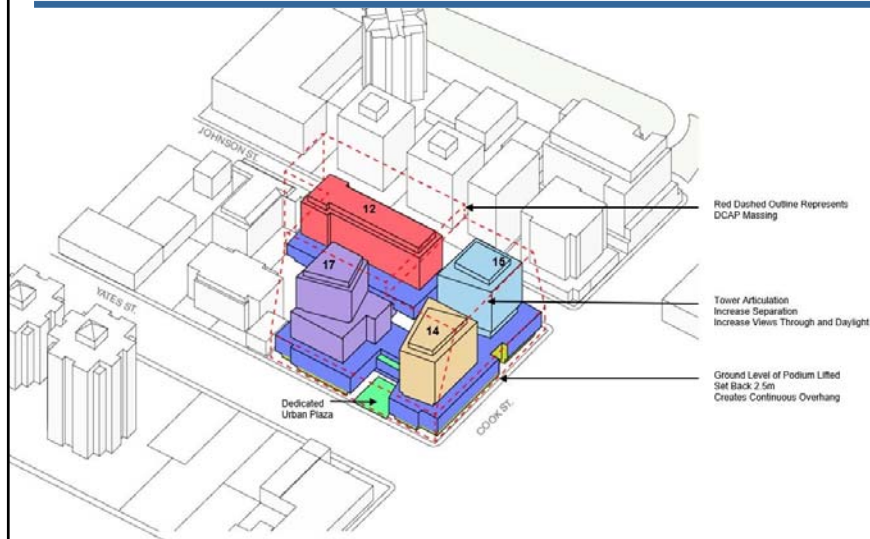 JOHNSON ST.
12
Red Dashed Outline Represents
DCAP Massing
17
15
YATES ST.
Tower Articulation
Increase Separation
Increase Views Through and Daylight
14
Ground Level of Podium Lifted
Set Back 2.5m
Creates Continuous Overhang
Dedicated
Urban Plaza
COOK ST.